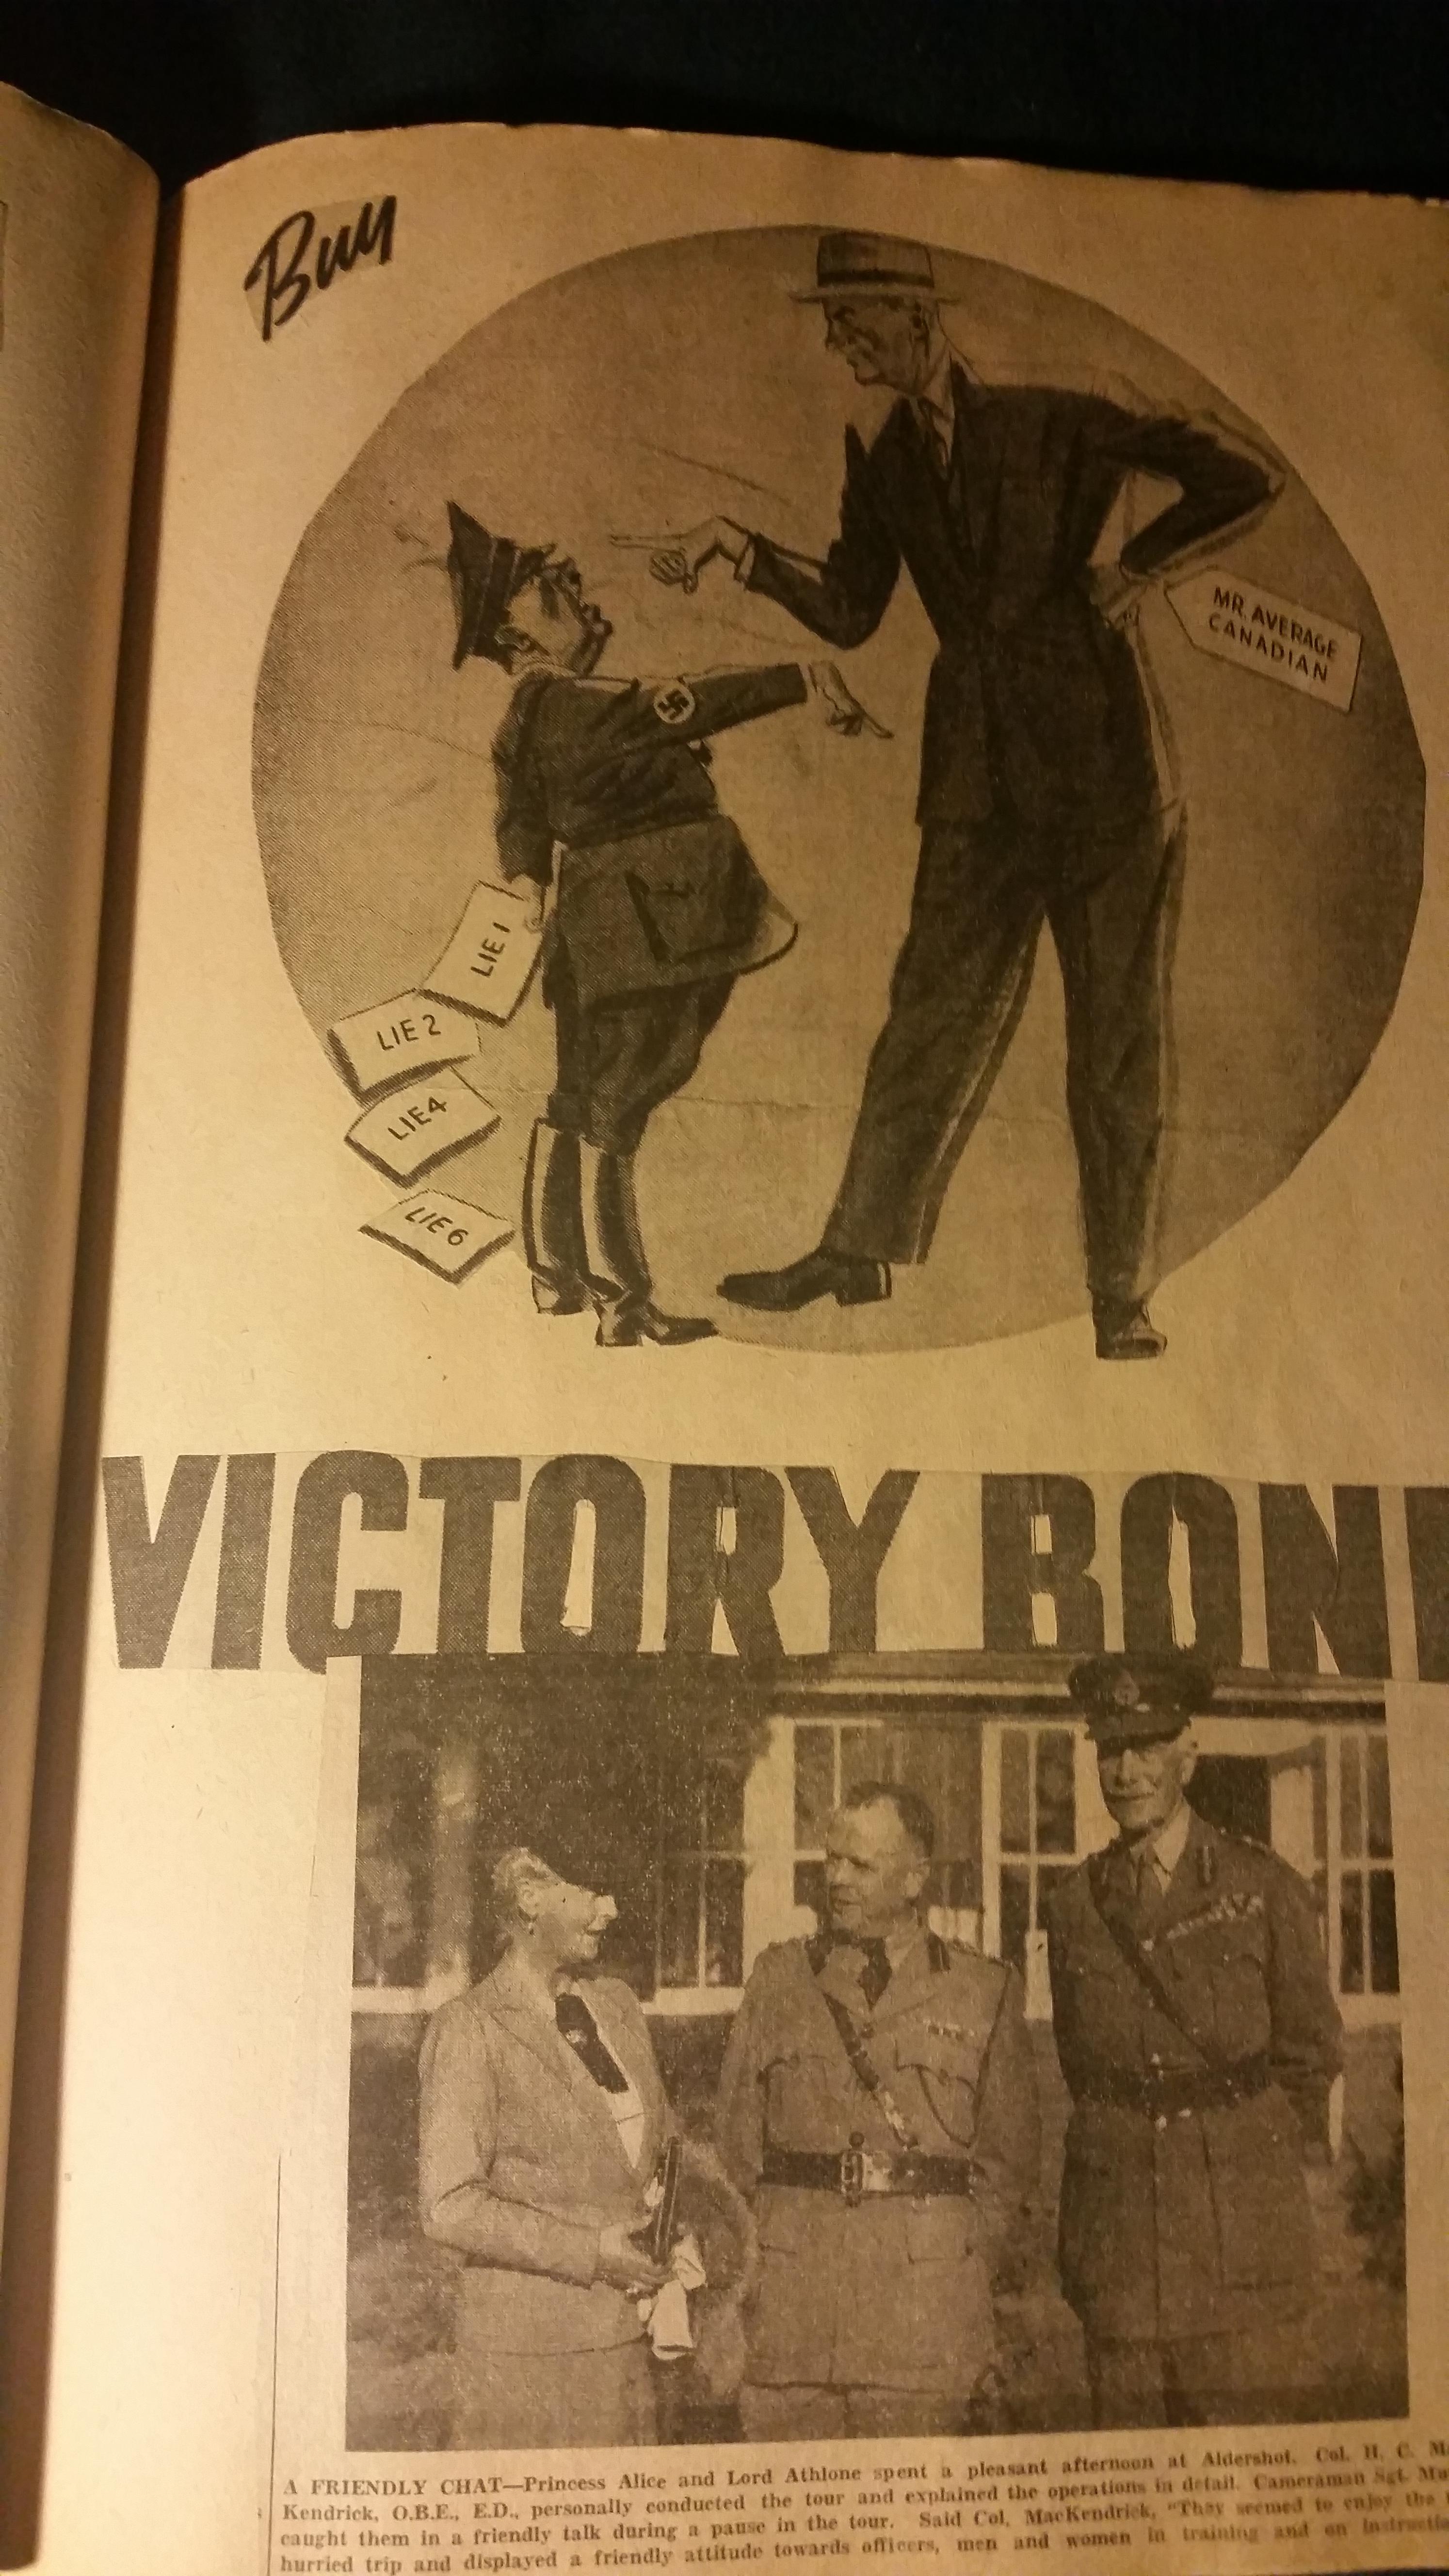 Buy
MR. AVERAGE
CANADIAN
LIE 1
LIE 2
LIE 4
LIE 6
VICTORY BON
A FRIENDLY CHAT—Princess Alice and Lord Athlone spent a pleasant afternoon at Aldershot. Col. H. C. M
Kendrick, O.B.E., E.D., personally conducted the tour and explained the operations in detail. Cameraman Sgt.
caught them in a friendly talk during a pause in the tour. Said Col, MacKendrick, "They seemed to enjoy the
hurried trip and displayed a friendly attitude towards officers, men and women in training and on